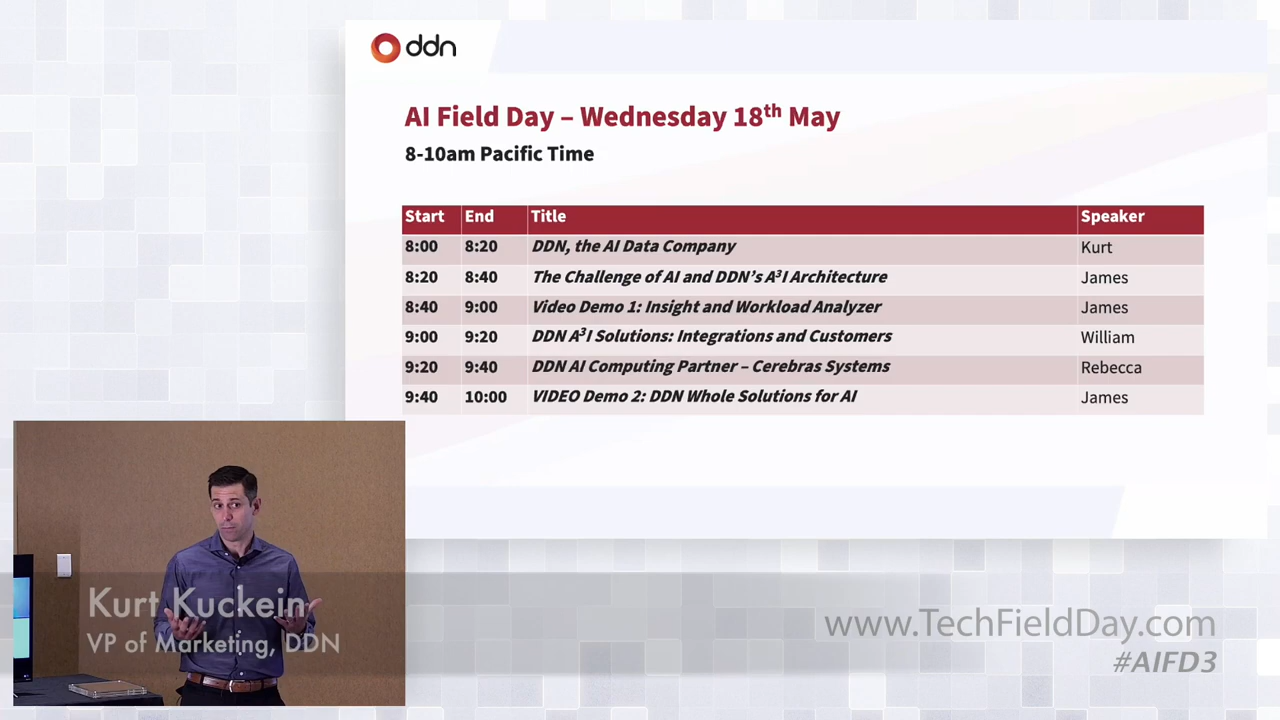 ddn
AI Field Day – Wednesday 18th May
8-10am Pacific Time
Start End Title Speaker
8:00 8:20 DDN, the AI Data Company Kurt
8:20 8:40 The Challenge of AI and DDN's A³I Architecture James
8:40 9:00 Video Demo 1: Insight and Workload Analyzer James
9:00 9:20 DDN A³I Solutions: Integrations and Customers William
9:20 9:40 DDN AI Computing Partner – Cerebras Systems Rebecca
9:40 10:00 VIDEO Demo 2: DDN Whole Solutions for AI James
Kurt Kuckein
VP of Marketing, DDN
www.TechFieldDay.com
#AIFD3